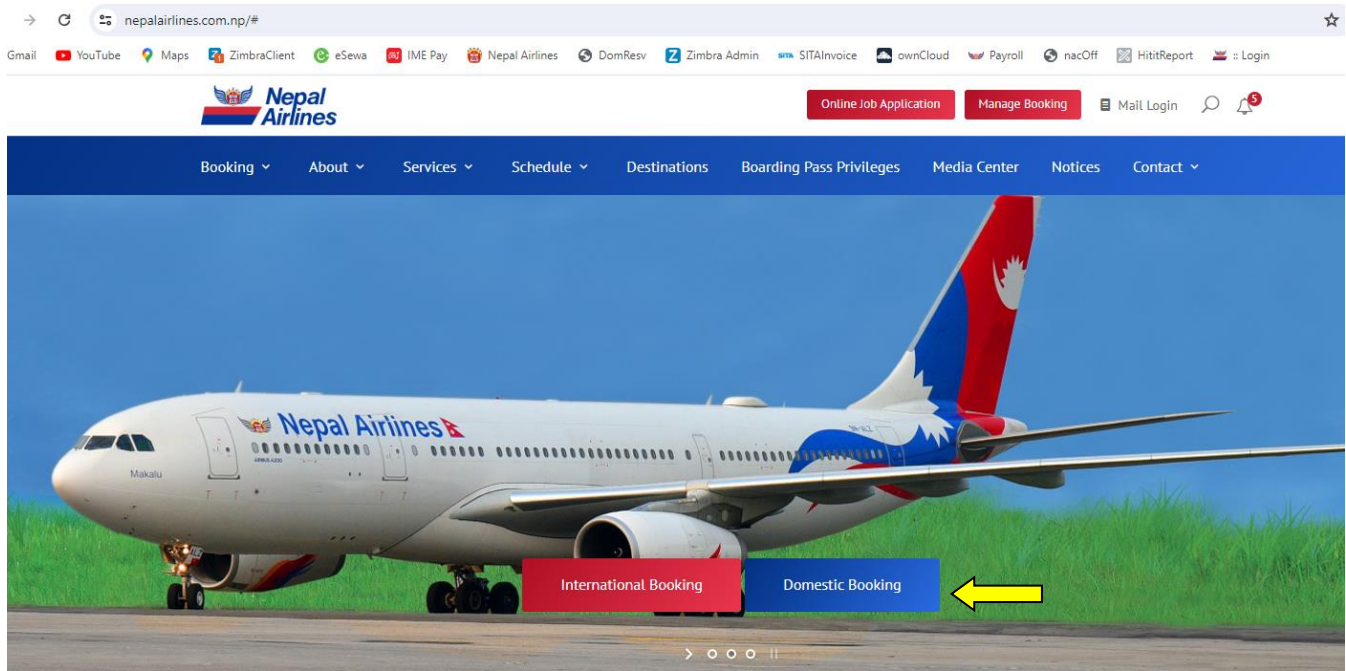 nepalairlines.com.np/#
Gmail YouTube Maps ZimbraClient eSewa IME Pay Nepal Airlines DomResv Zimbra Admin SITAInvoice ownCloud Payroll nacOff HititReport :: Login
Nepal
Airlines
Online Job Application Manage Booking Mail Login 5
Booking About Services Schedule Destinations Boarding Pass Privileges Media Center Notices Contact
Nepal Airlines
Makalu
International Booking Domestic Booking